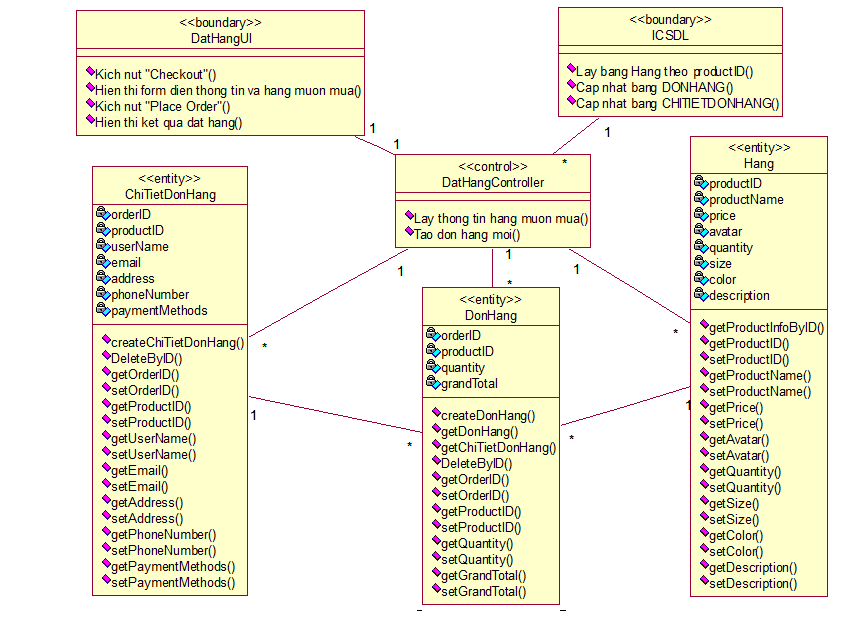 <<boundary>>
DatHangUI
Kich nut "Checkout"()
Hien thi form dien thong tin va hang muon mua()
Kich nut "Place Order"()
Hien thi ket qua dat hang()
<<boundary>>
ICSDL
Lay bang Hang theo productID()
Cap nhat bang DONHANG()
Cap nhat bang CHITIETDONHANG()
1
1
1
*
<<control>>
DatHangController
Lay thong tin hang muon mua()
Tao don hang moi()
1
1
1
<<entity>>
ChiTietDonHang
orderID
productID
userName
email
address
phoneNumber
paymentMethods
createChiTietDonHang()
DeleteByID()
getOrderID()
setOrderID()
getProductID()
setProductID()
getUserName()
setUserName()
getEmail()
setEmail()
getAddress()
setAddress()
getPhoneNumber()
setPhoneNumber()
getPaymentMethods()
setPaymentMethods()
*
1
*
*
<<entity>>
DonHang
orderID
productID
quantity
grandTotal
createDonHang()
getDonHang()
getChiTietDonHang()
DeleteByID()
getOrderID()
setOrderID()
getProductID()
setProductID()
getQuantity()
setQuantity()
getGrandTotal()
setGrandTotal()
*
*
1
<<entity>>
Hang
productID
productName
price
avatar
quantity
size
color
description
getProductInfoByID()
getProductID()
setProductID()
getProductName()
setProductName()
getPrice()
setPrice()
getAvatar()
setAvatar()
getQuantity()
setQuantity()
getSize()
setSize()
getColor()
setColor()
getDescription()
setDescription()